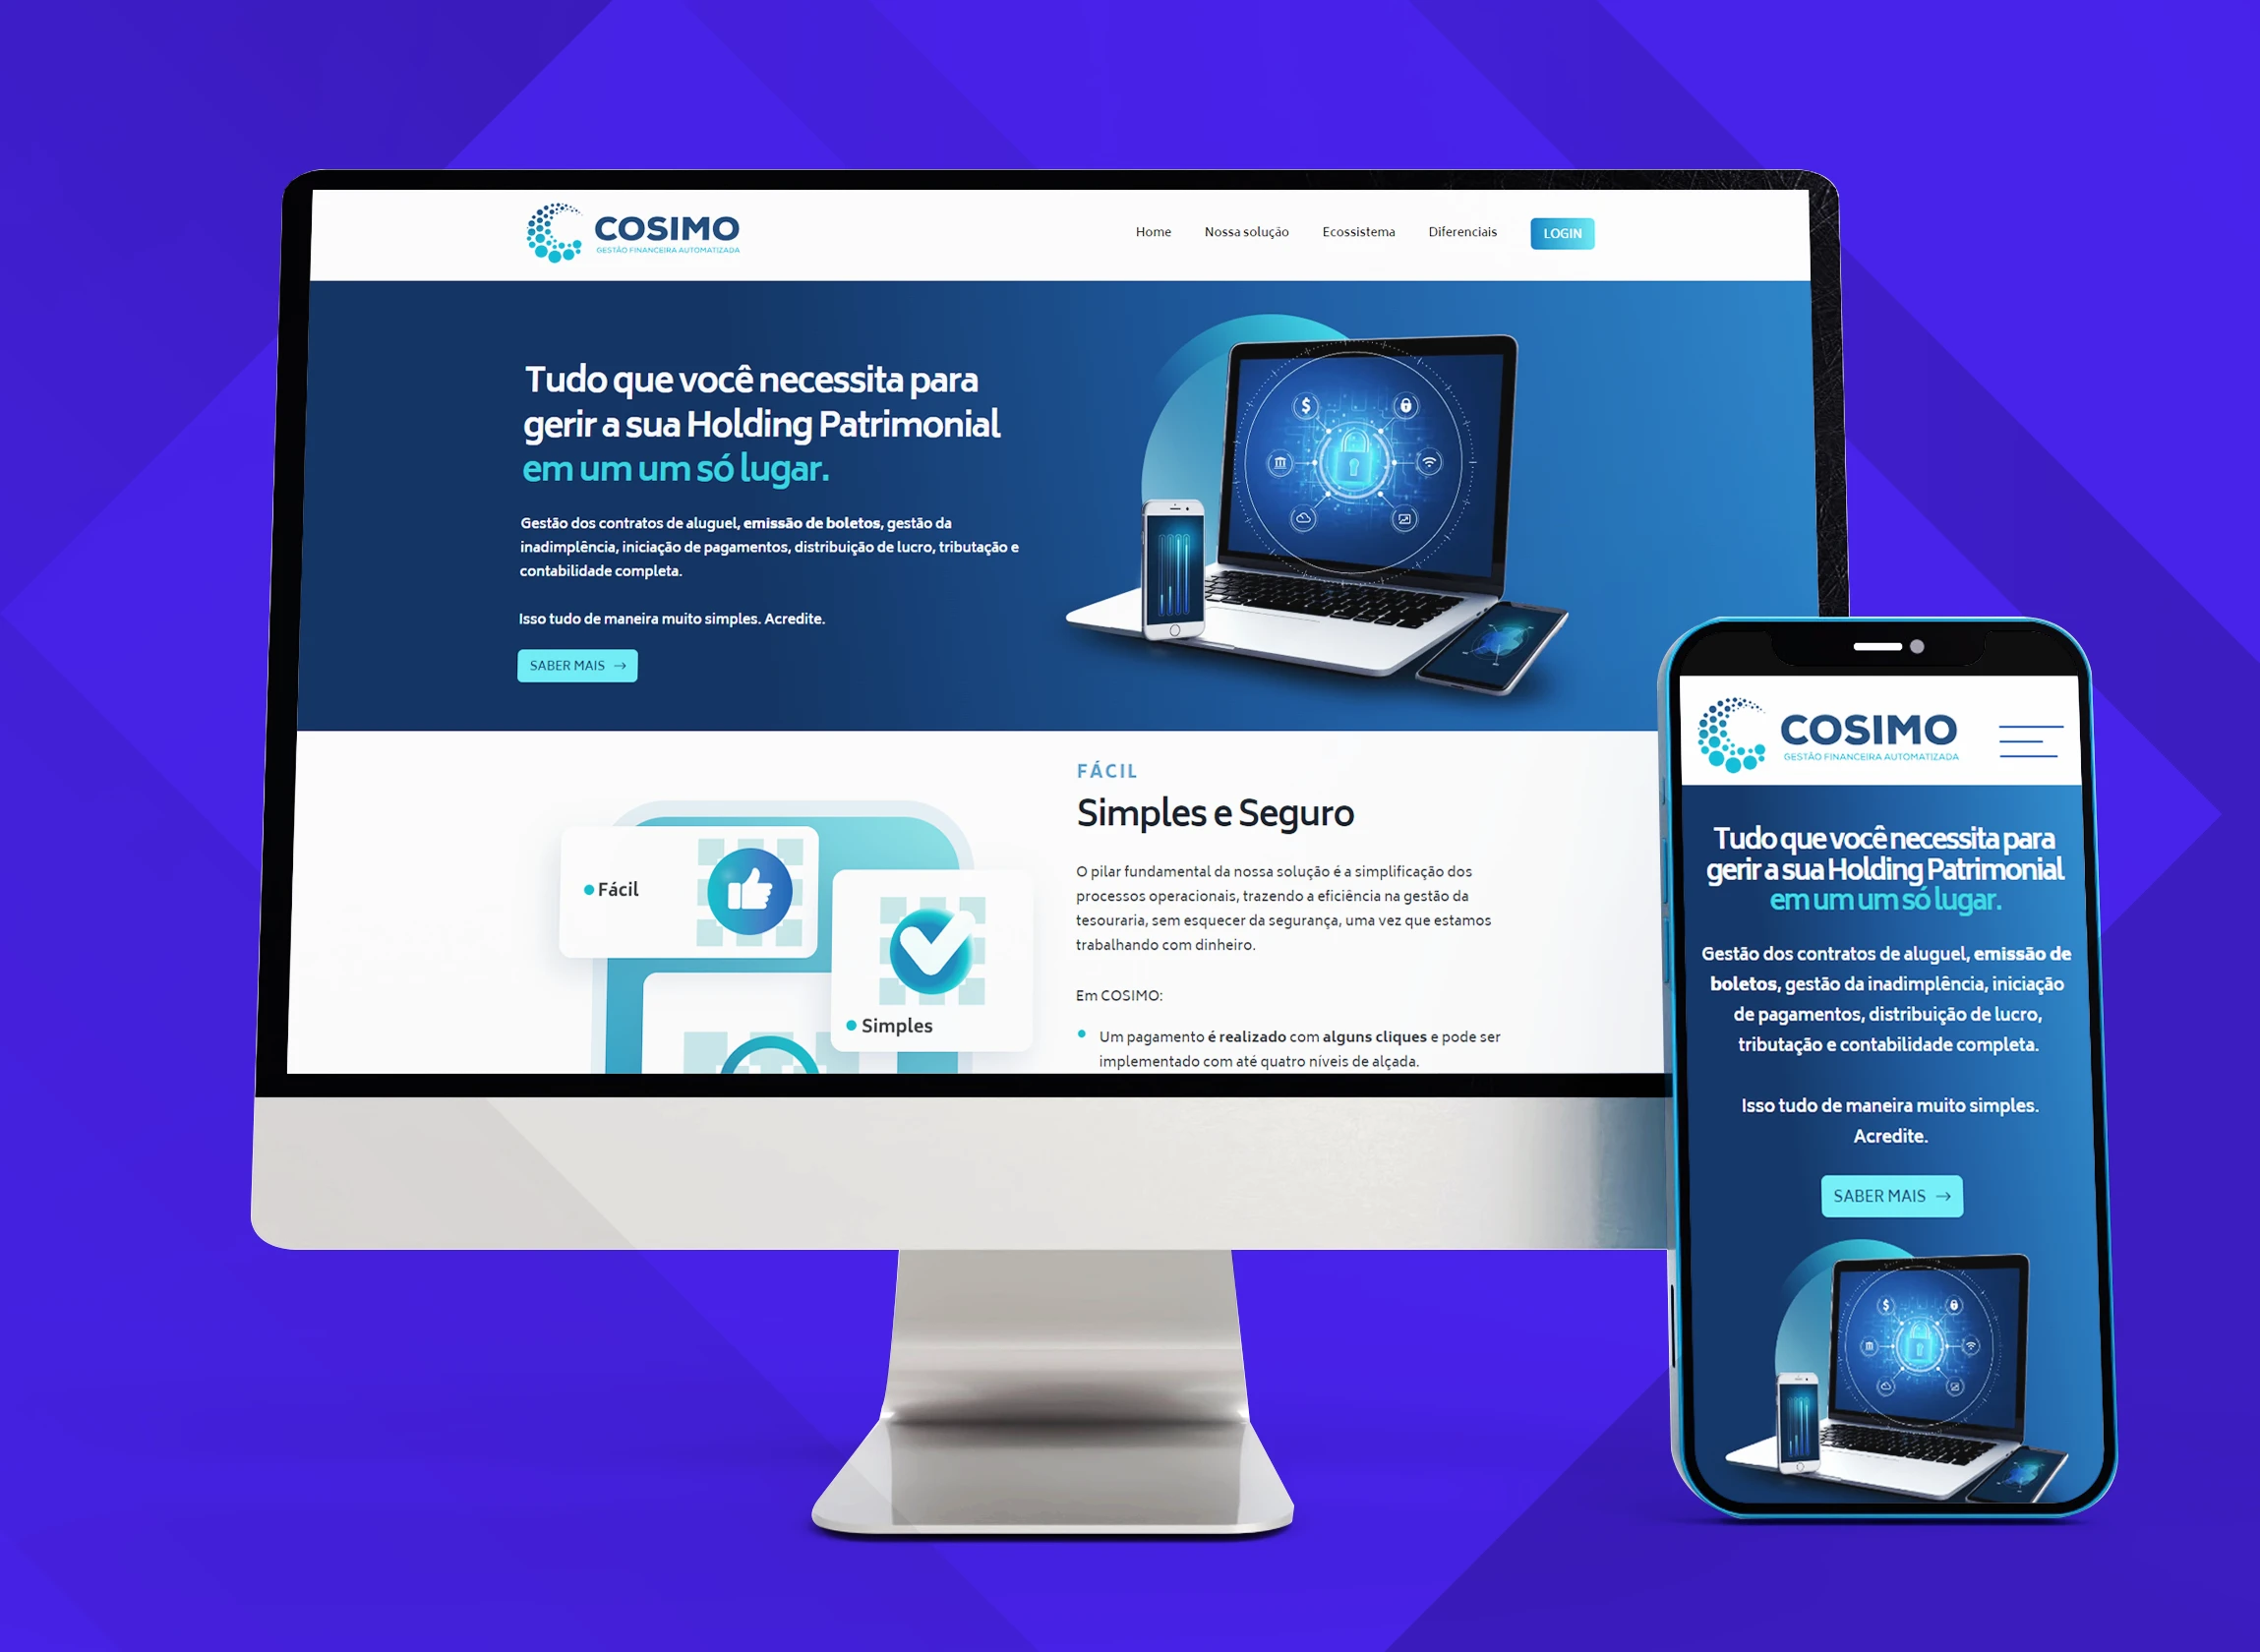 COSIMO
GESTÃO FINANCEIRA AUTOMATIZADA
Home
Nossa solução
Ecossistema
Diferenciais
LOGIN
Tudo que você necessita para
gerir a sua Holding Patrimonial
em um um só lugar.
Gestão dos contratos de aluguel, emissão de boletos, gestão da
inadimplência, iniciação de pagamentos, distribuição de lucro, tributação e
contabilidade completa.
Isso tudo de maneira muito simples. Acredite.
SABER MAIS →
Fácil
Simples
FÁCIL
Simples e Seguro
O pilar fundamental da nossa solução é a simplificação dos
processos operacionais, trazendo a eficiência na gestão da
tesouraria, sem esquecer da segurança, uma vez que estamos
trabalhando com dinheiro.
Em COSIMO:
Um pagamento é realizado com alguns cliques e pode ser
implementado com até quatro níveis de alçada.
COSIMO
GESTÃO FINANCEIRA AUTOMATIZADA
Tudo que você necessita para
gerir a sua Holding Patrimonial
em um um só lugar.
Gestão dos contratos de aluguel, emissão de
boletos, gestão da inadimplência, iniciação
de pagamentos, distribuição de lucro,
tributação e contabilidade completa.
Isso tudo de maneira muito simples.
Acredite.
SABER MAIS →